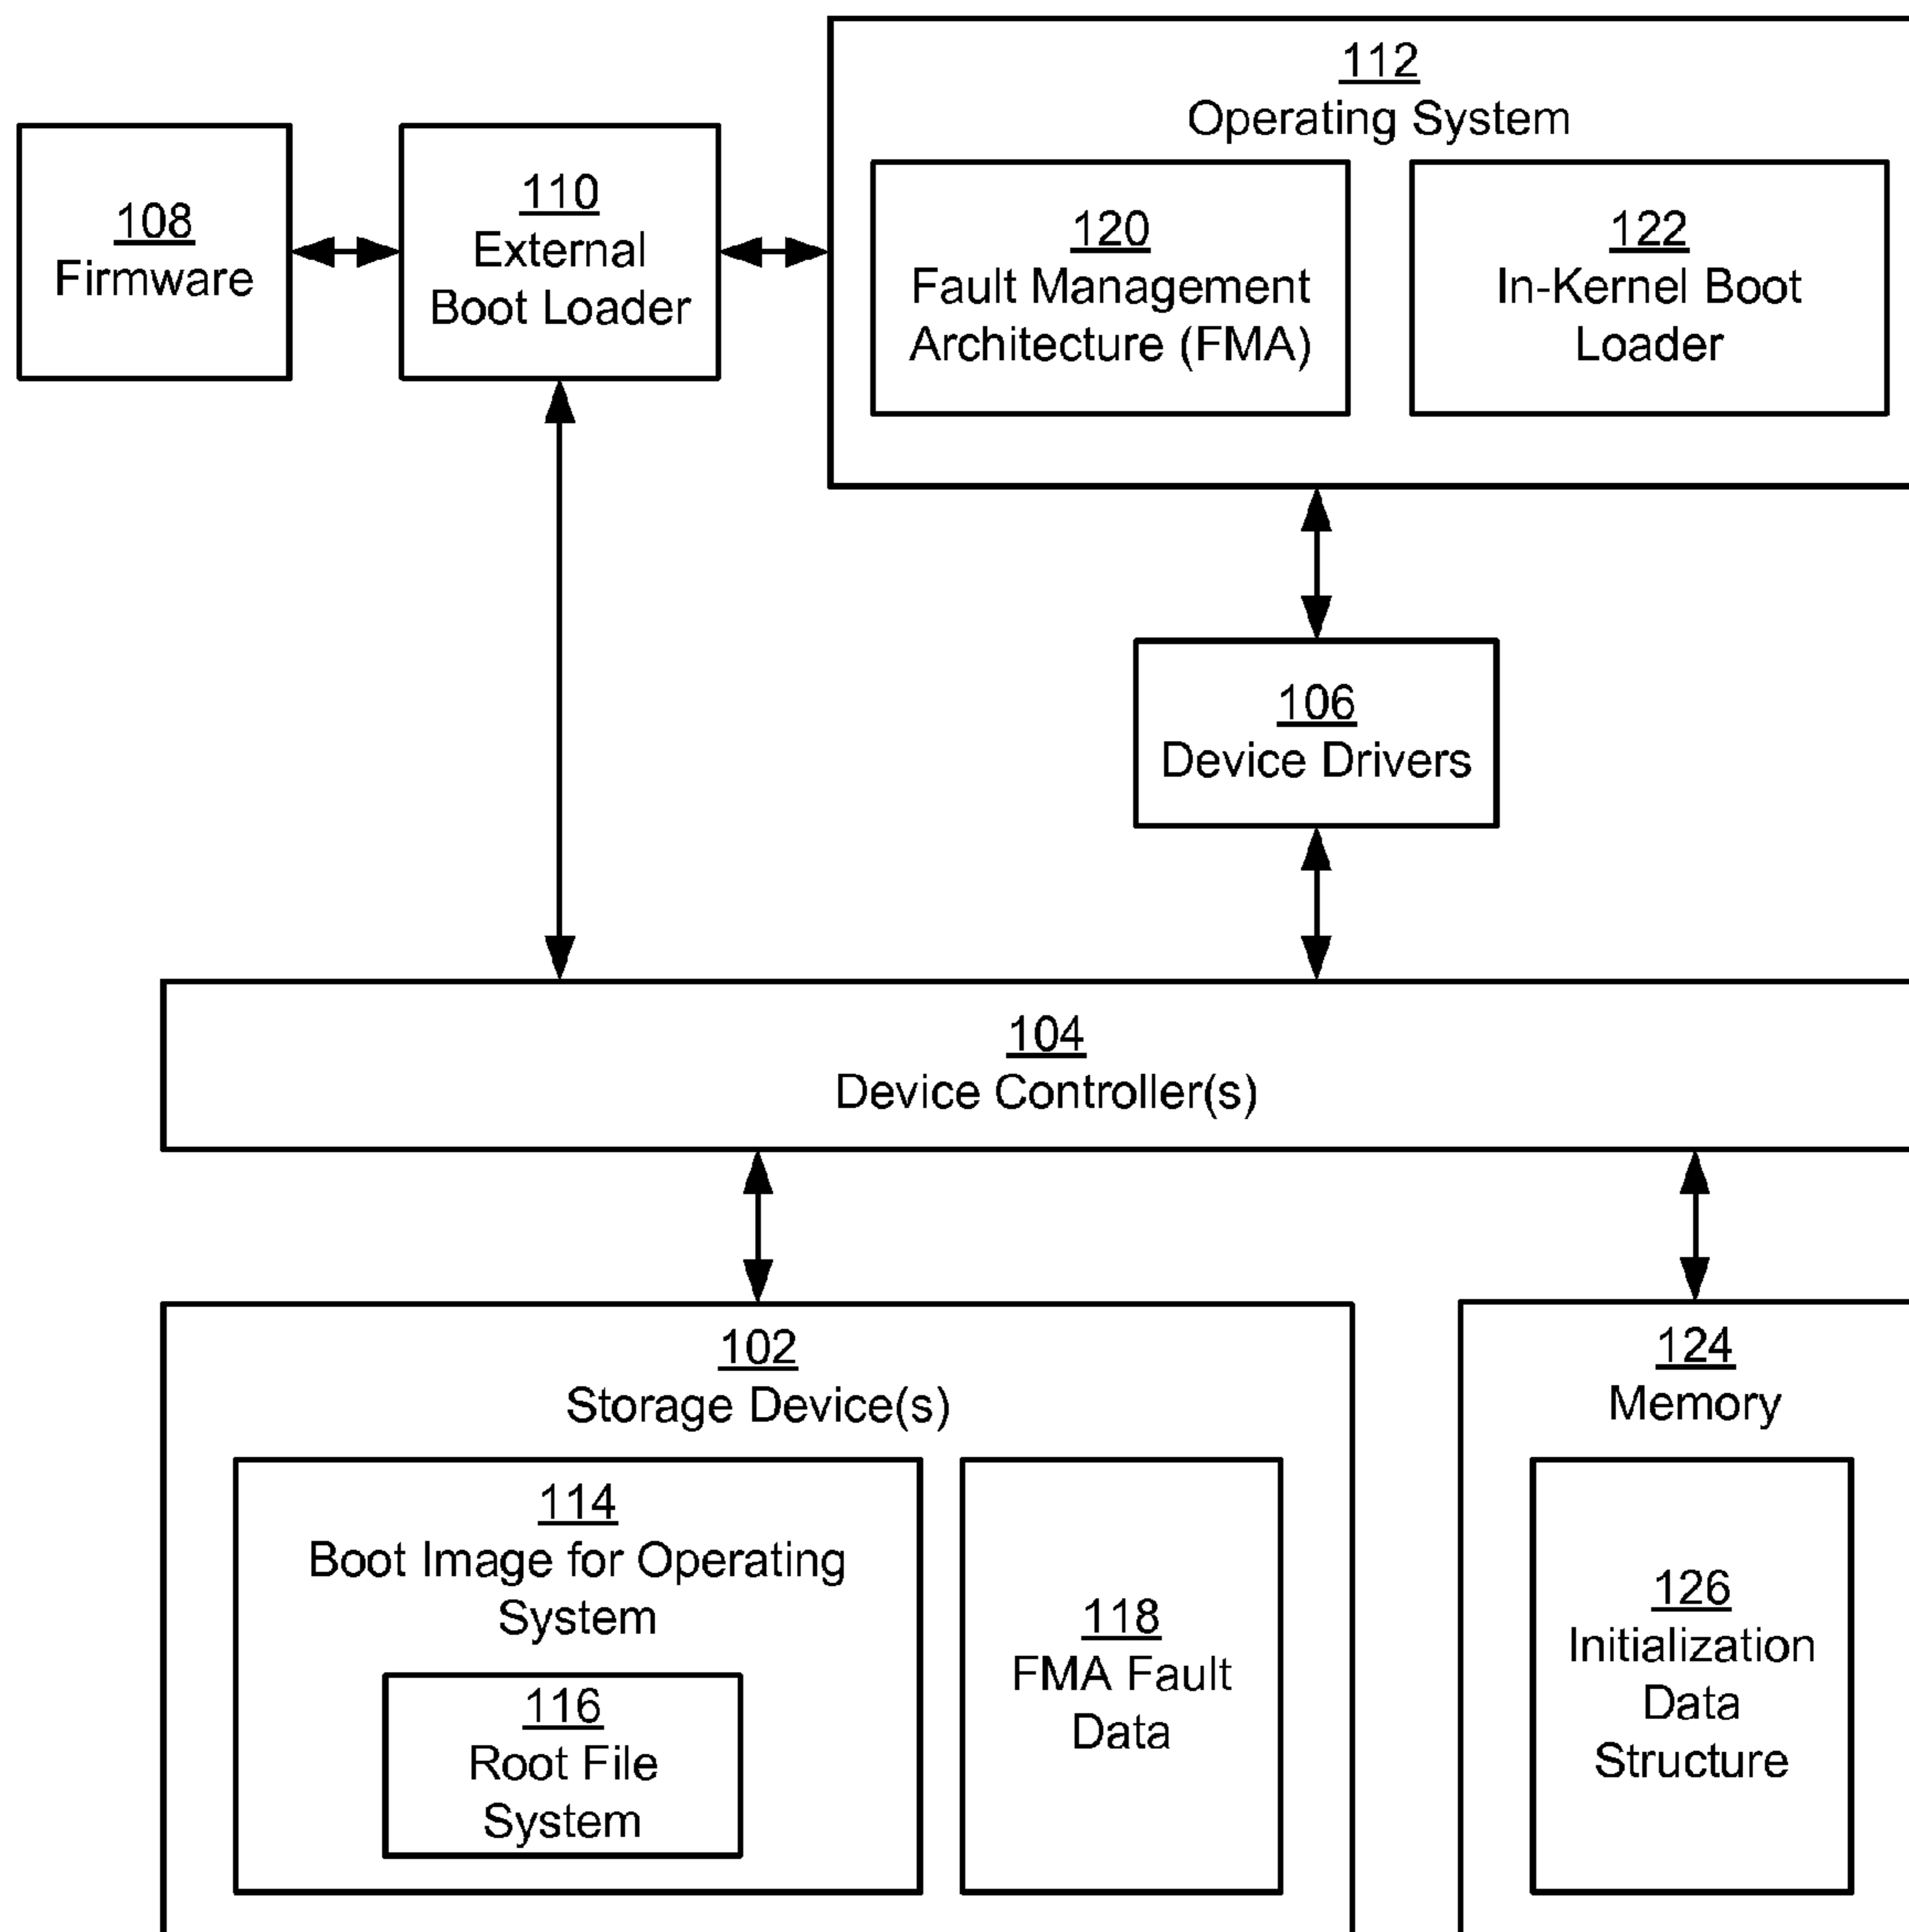 112
Operating System
108
Firmware
110
External
Boot Loader
120
Fault Management
Architecture (FMA)
122
In-Kernel Boot
Loader
106
Device Drivers
104
Device Controller(s)
102
Storage Device(s)
114
Boot Image for Operating
System
116
Root File
System
118
FMA Fault
Data
124
Memory
126
Initialization
Data
Structure